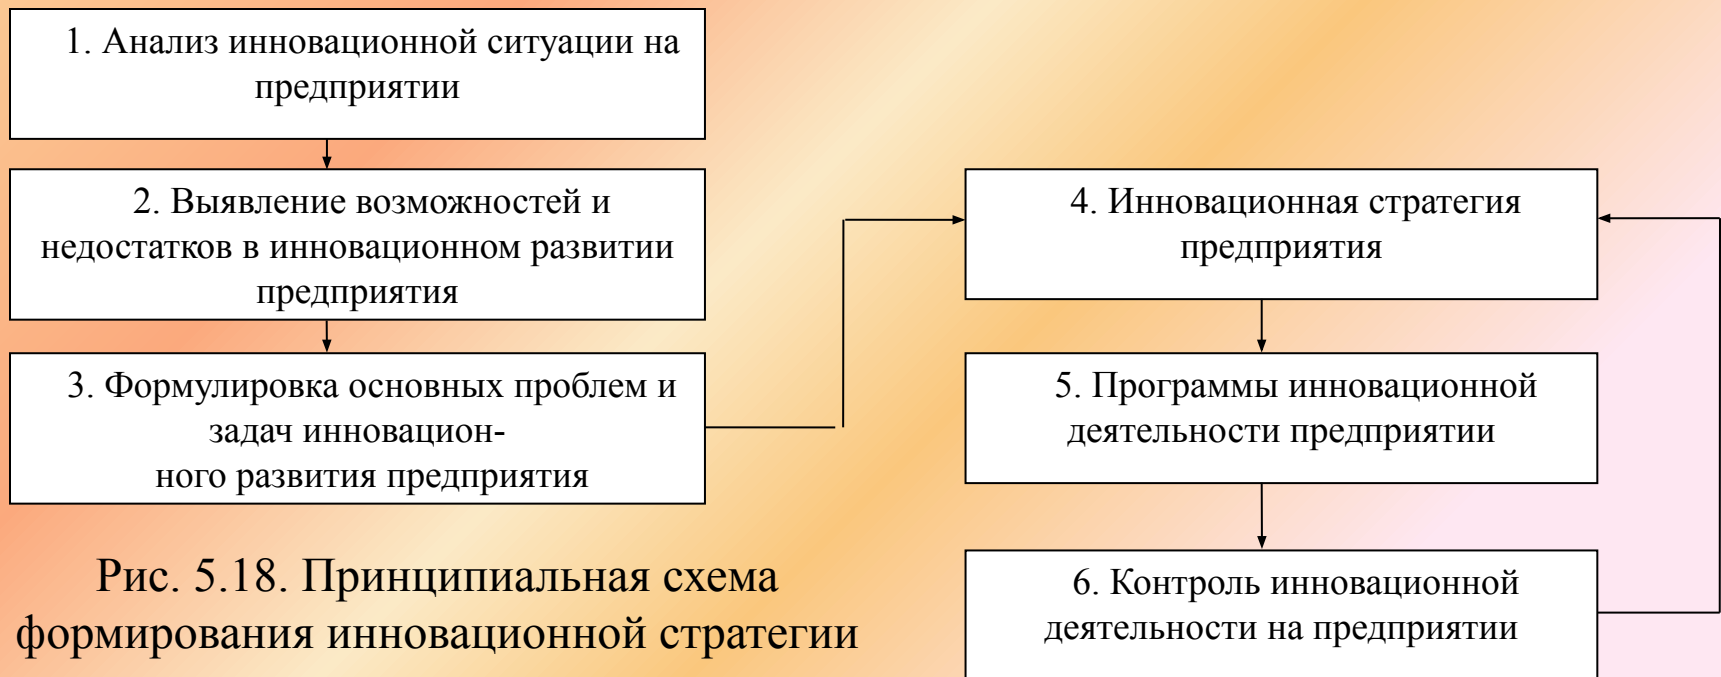 1. Анализ инновационной ситуации на
предприятии
2. Выявление возможностей и
недостатков в инновационном развитии
предприятия
3. Формулировка основных проблем и
задач инновацион-
ного развития предприятия
4. Инновационная стратегия
предприятия
5. Программы инновационной
деятельности предприятии
6. Контроль инновационной
деятельности на предприятии
Рис. 5.18. Принципиальная схема
формирования инновационной стратегии